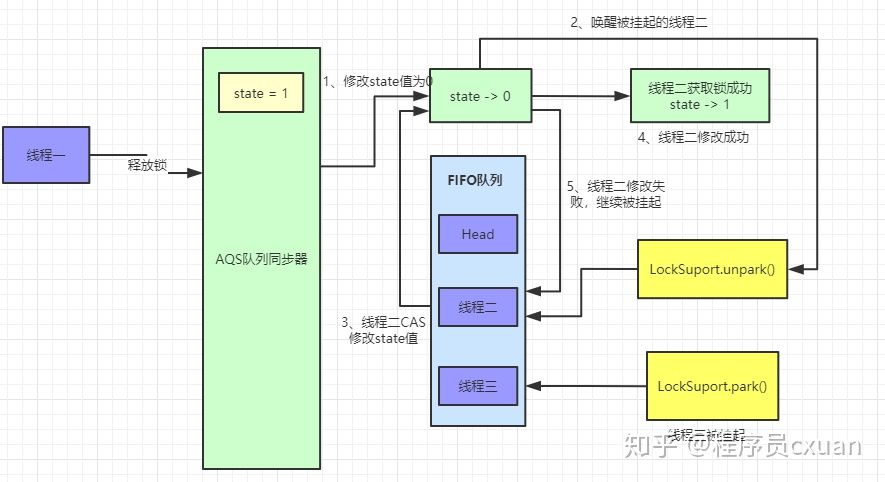 2、唤醒被挂起的线程二
state = 1
1、修改state值为0
state -> 0
线程二获取锁成功
state -> 1
4、线程二修改成功
线程一
释放锁
FIFO队列
5、线程二修改失
败，继续被挂起
Head
AQS队列同步器
LockSuport.unpark()
线程二
3、线程二CAS
修改state值
线程三
LockSuport.park()
线程三被挂起
知乎 @程序员cxuan